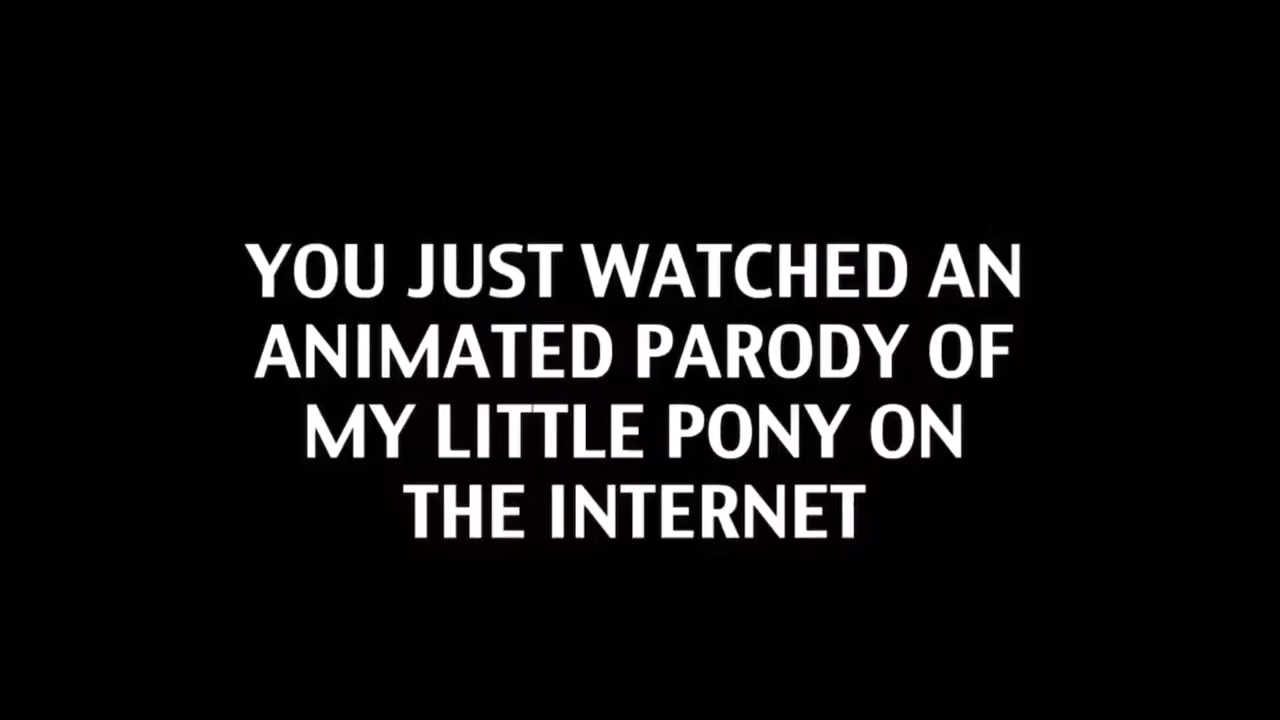 YOU JUST WATCHED AN
ANIMATED PARODY OF
MY LITTLE PONY ON
THE INTERNET